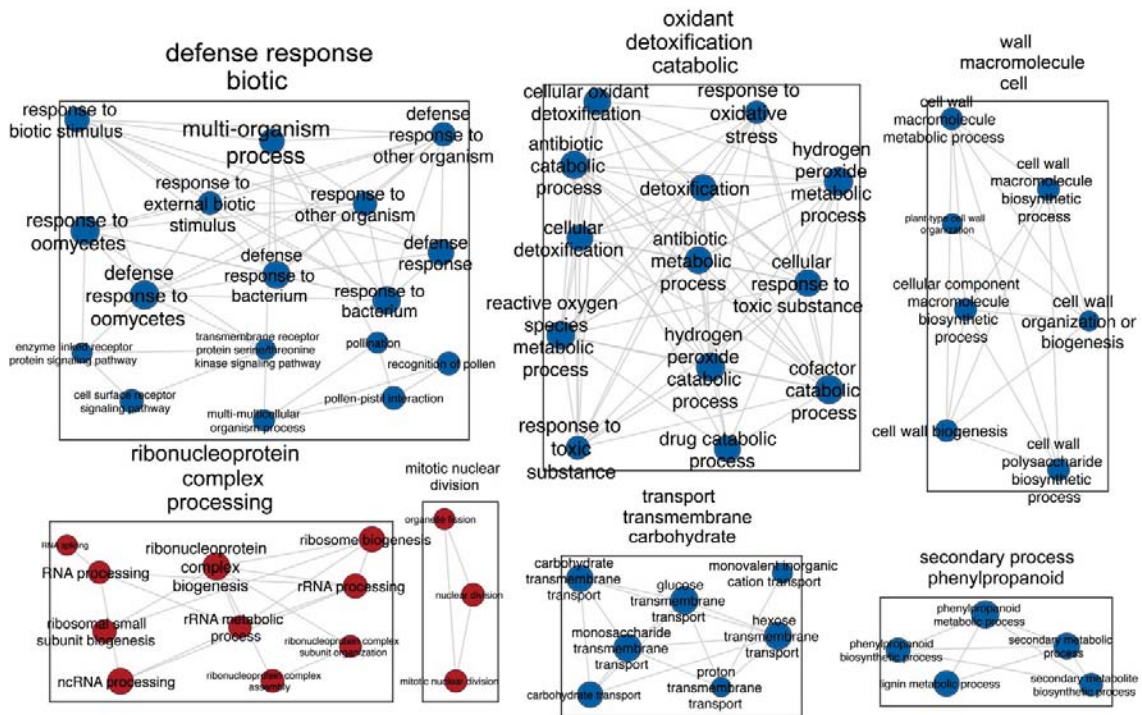 defense response
biotic
response to
biotic stimulus
multi-organism
process
defense
response to
other organism
response to
external biotic
stimulus
response to
other organism
response to
oomycetes
defense
response
defense
response to
bacterium
defense
response to
oomycetes
response to
bacterium
enzyme linked receptor
protein signaling pathway
transmembrane receptor
protein serine/threonine
kinase signaling pathway
pollination
recognition of pollen
cell surface receptor
signaling pathway
pollen-pistil interaction
multi-multicellular
organism process
oxidant
detoxification
catabolic
cellular oxidant
detoxification
response to
oxidative
stress
antibiotic
catabolic
process
detoxification
hydrogen
peroxide
metabolic
process
cellular
detoxification
antibiotic
metabolic
process
cellular
response to
toxic substance
reactive oxygen
species
metabolic
process
hydrogen
peroxide
catabolic
process
cofactor
catabolic
process
response to
toxic
substance
drug catabolic
process
wall
macromolecule
cell
cell wall
macromolecule
metabolic process
cell wall
macromolecule
biosynthetic
process
plant-type cell wall
organization
cellular component
macromolecule
biosynthetic
process
cell wall
organization or
biogenesis
cell wall biogenesis
cell wall
polysaccharide
biosynthetic process
ribonucleoprotein
complex
processing
RNA splicing
RNA processing
ribonucleoprotein
complex
biogenesis
ribosome biogenesis
rRNA processing
ribosomal small
subunit biogenesis
rRNA metabolic
process
ribonucleoprotein complex
subunit organization
ncRNA processing
ribonucleoprotein complex
assembly
mitotic nuclear
division
organelle fission
nuclear division
mitotic nuclear division
transport
transmembrane
carbohydrate
carbohydrate
transmembrane
transport
glucose
transmembrane
transport
monovalent inorganic
cation transport
monosaccharide
transmembrane
transport
hexose
transmembrane
transport
carbohydrate transport
proton
transmembrane
transport
secondary process
phenylpropanoid
phenylpropanoid
metabolic process
phenylpropanoid
biosynthetic process
secondary metabolic
process
lignin metabolic process
secondary metabolite
biosynthetic process